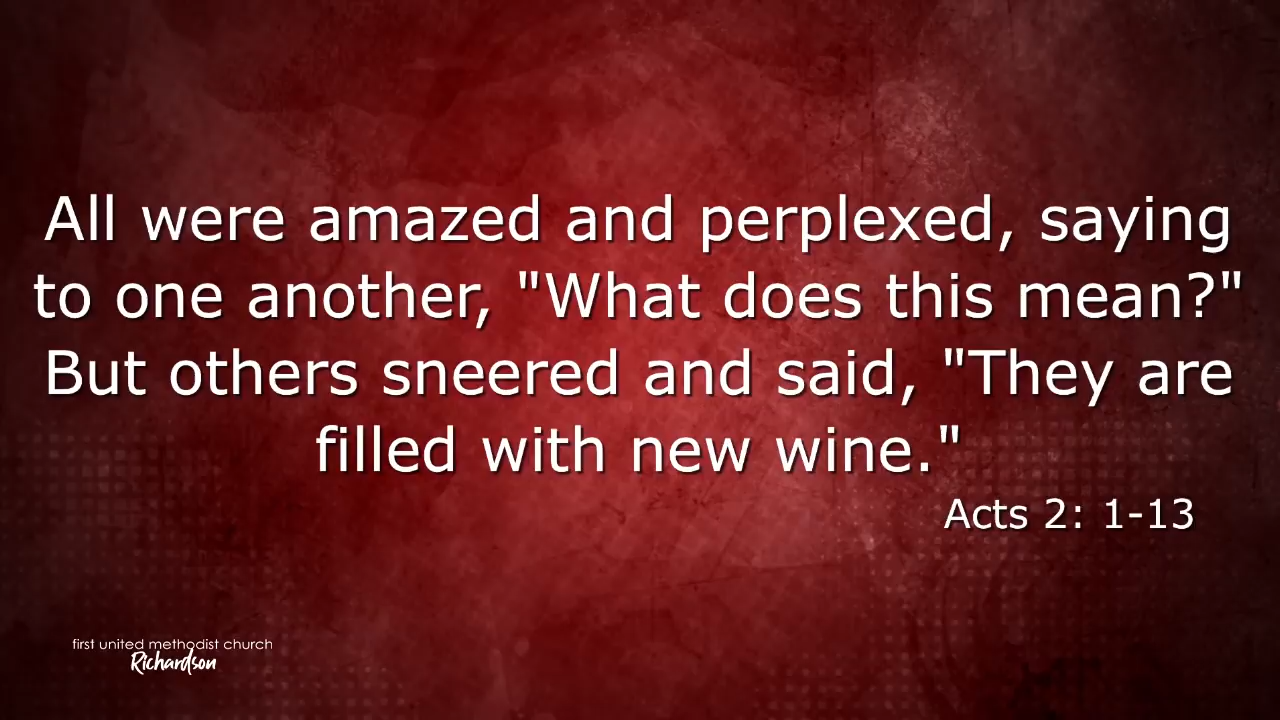 All were amazed and perplexed, saying
to one another, "What does this mean?"
But others sneered and said, "They are
filled with new wine."
Acts 2: 1-13
first united methodist church
Richardson